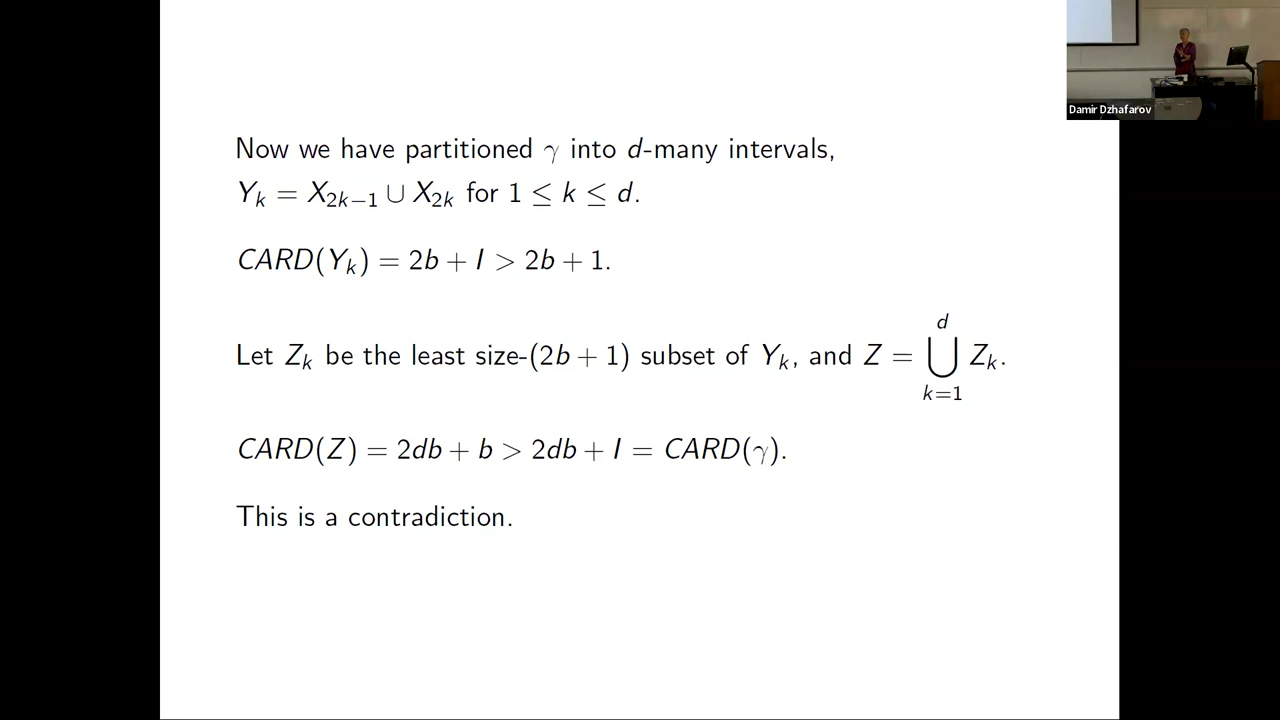 Now we have partitioned γ into d-many intervals,
Y_k = X_{2k−1} ∪ X_{2k} for 1 ≤ k ≤ d.
CARD(Y_k) = 2b + I > 2b + 1.
Let Z_k be the least size-(2b + 1) subset of Y_k, and Z = ⋃_{k=1}^{d} Z_k.
CARD(Z) = 2db + b > 2db + I = CARD(γ).
This is a contradiction.
Damir Dzhafarov